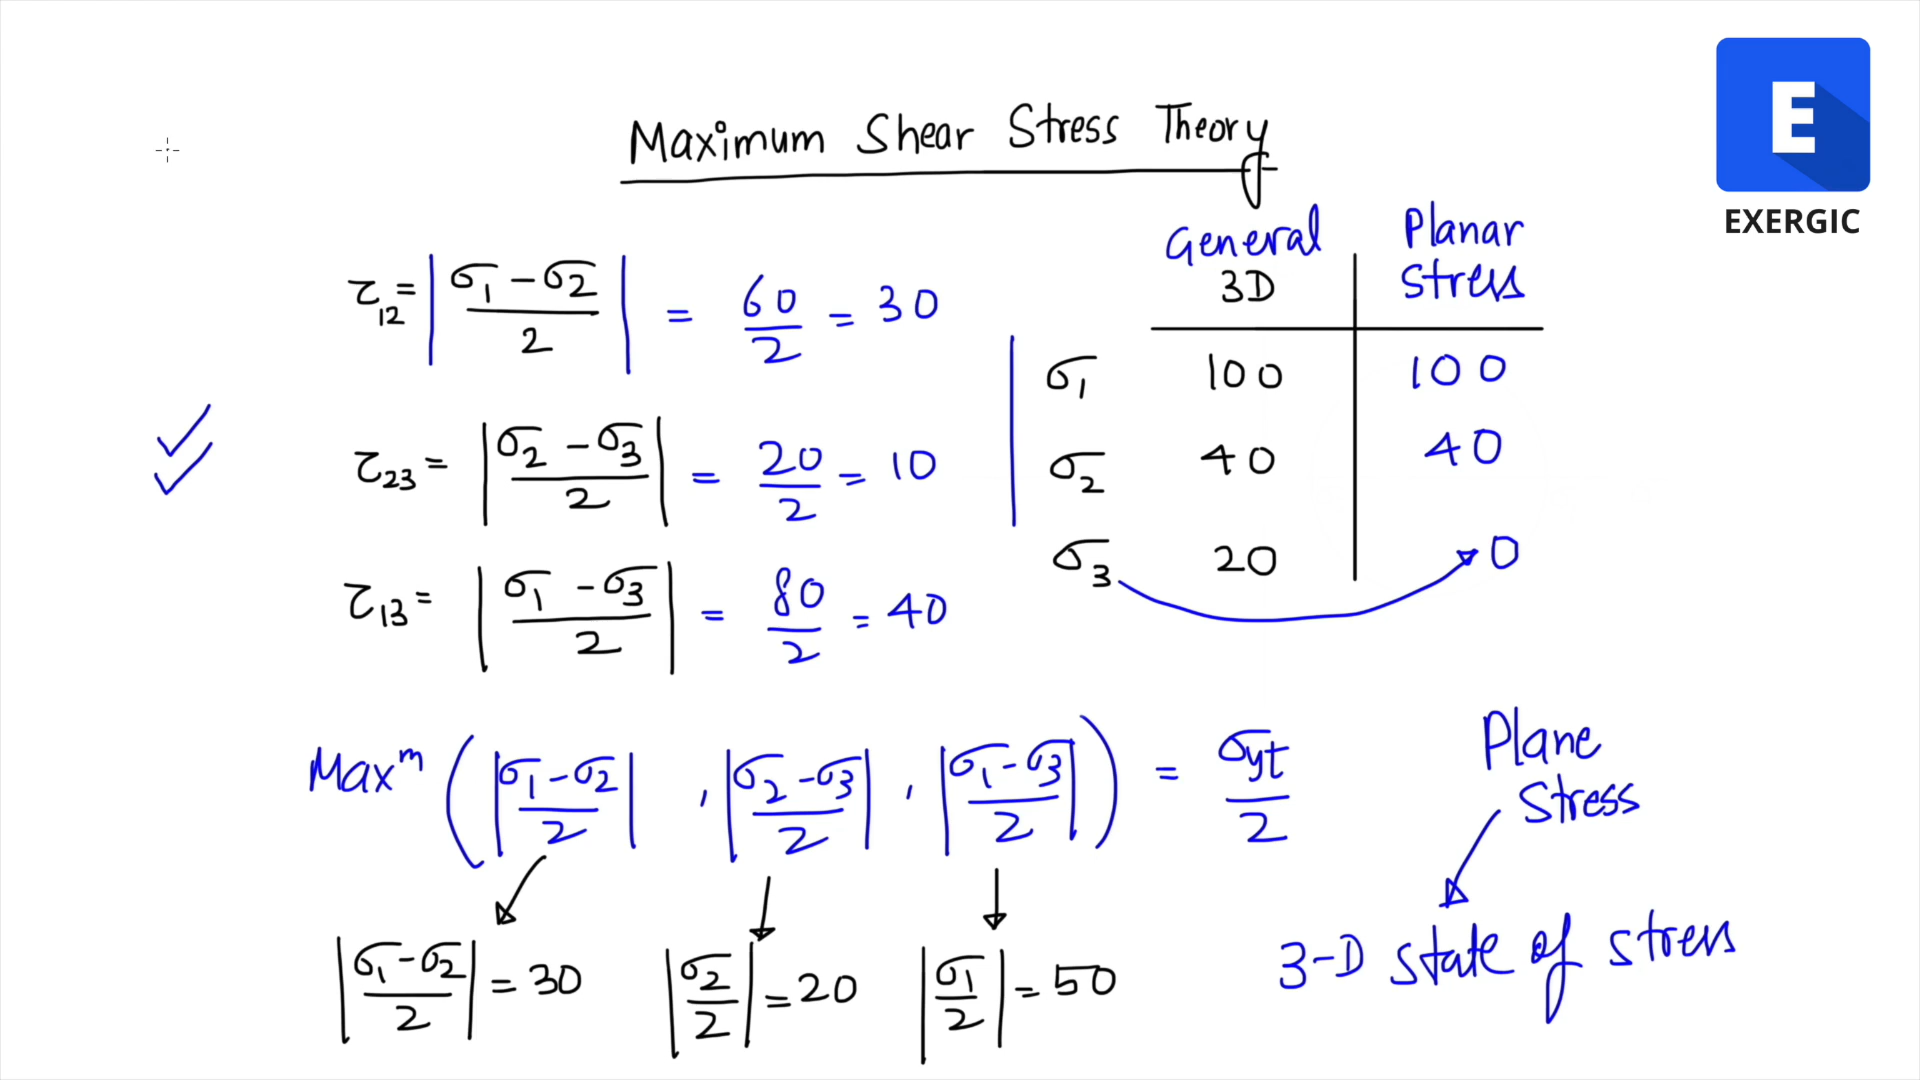 E
EXERGIC
Maximum Shear Stress Theory
General 3D | Planar Stress
σ1 100 100
σ2 40 40
σ3 20 0
τ12 = |(σ1 - σ2)/2| = 60/2 = 30
τ23 = |(σ2 - σ3)/2| = 20/2 = 10
τ13 = |(σ1 - σ3)/2| = 80/2 = 40
Maxᵐ (|(σ1 - σ2)/2| , |(σ2 - σ3)/2| , |(σ1 - σ3)/2|) = σyt/2
|(σ1 - σ2)/2| = 30 |σ2/2| = 20 |σ1/2| = 50
Plane Stress
3-D state of stress